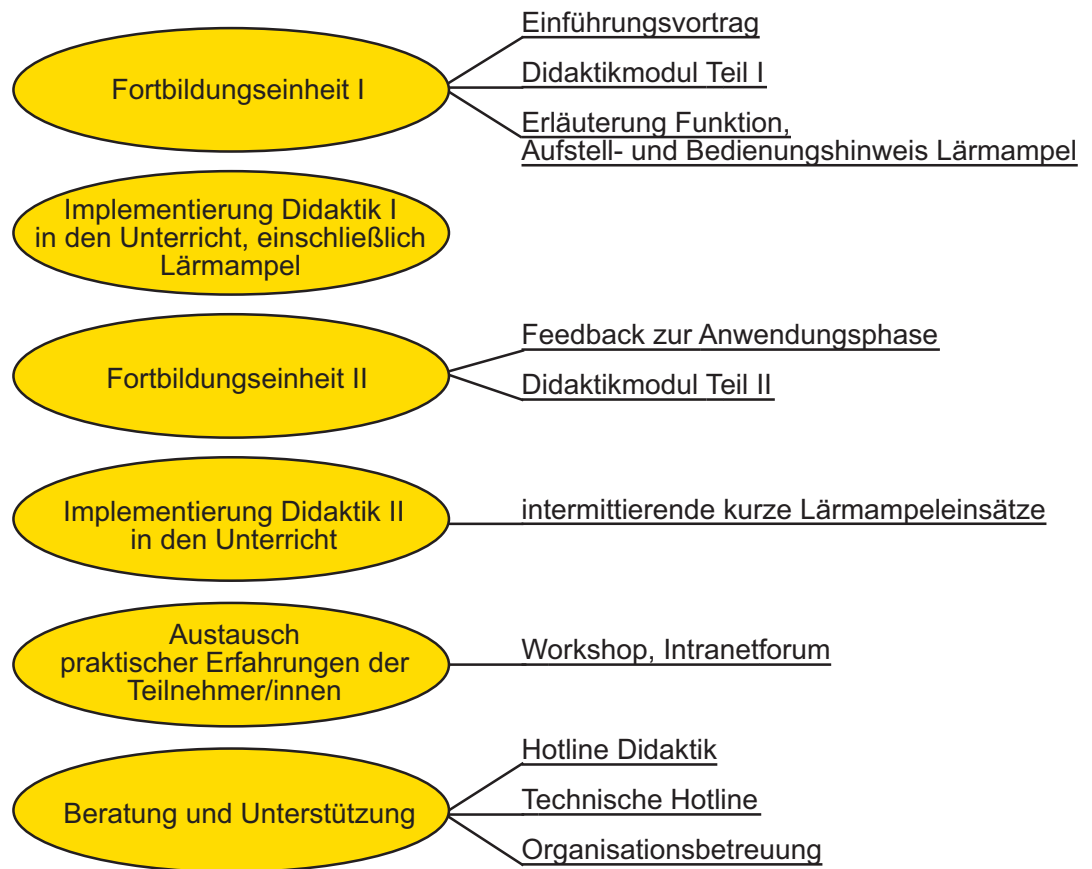 Fortbildungseinheit I
Einführungsvortrag
Didaktikmodul Teil I
Erläuterung Funktion,
Aufstell- und Bedienungshinweis Lärmampel
Implementierung Didaktik I
in den Unterricht, einschließlich
Lärmampel
Fortbildungseinheit II
Feedback zur Anwendungsphase
Didaktikmodul Teil II
Implementierung Didaktik II
in den Unterricht
intermittierende kurze Lärmampeleinsätze
Austausch
praktischer Erfahrungen der
Teilnehmer/innen
Workshop, Intranetforum
Beratung und Unterstützung
Hotline Didaktik
Technische Hotline
Organisationsbetreuung